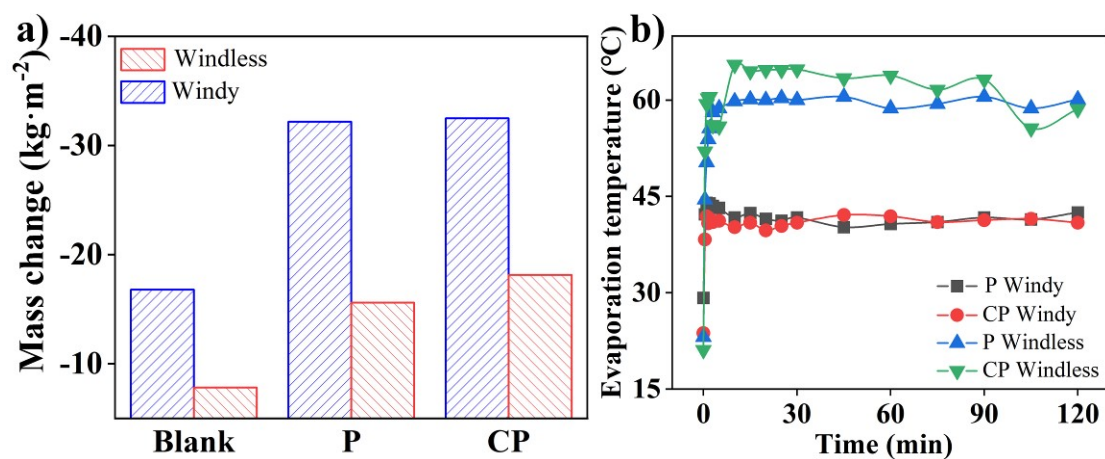 a)
Mass change (kg·m⁻²)
-40
-30
-20
-10
Windless
Windy
Blank P CP
b)
Evaporation temperature (℃)
60
45
30
15
P Windy
CP Windy
P Windless
CP Windless
0 30 60 90 120
Time (min)